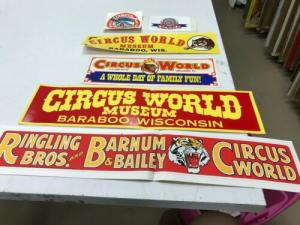 CIRCUS WORLD
MUSEUM
BARABOO, WIS.
CIRCUS WORLD
A WHOLE DAY OF FAMILY FUN!
CIRCUS WORLD
MUSEUM
BARABOO, WISCONSIN
RINGLING BROS. AND BARNUM & BAILEY CIRCUS WORLD